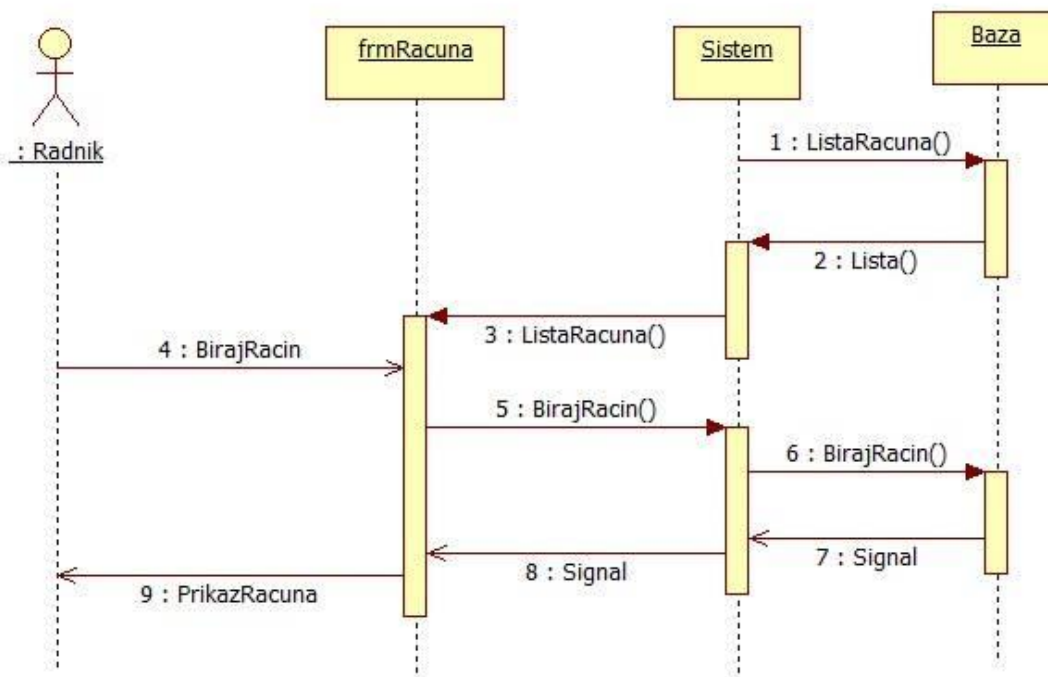 frmRacuna
Sistem
Baza
: Radnik
1 : ListaRacuna()
2 : Lista()
3 : ListaRacuna()
4 : BirajRacin
5 : BirajRacin()
6 : BirajRacin()
7 : Signal
8 : Signal
9 : PrikazRacuna